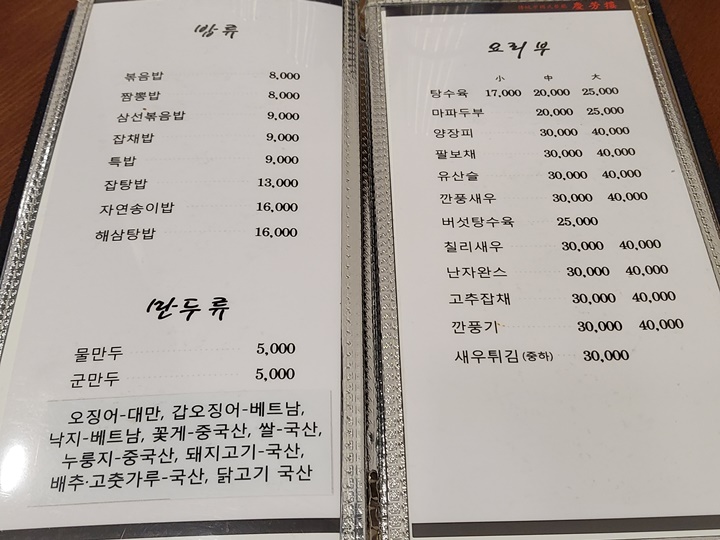 밥류
볶음밥 8,000
짬뽕밥 8,000
삼선볶음밥 9,000
잡채밥 9,000
특밥 9,000
잡탕밥 13,000
자연송이밥 16,000
해삼탕밥 16,000
만두류
물만두 5,000
군만두 5,000
오징어-대만, 갑오징어-베트남,
낙지-베트남, 꽃게-중국산, 쌀-국산,
누룽지-중국산, 돼지고기-국산,
배추·고춧가루-국산, 닭고기 국산
요리부
小 中 大
탕수육 17,000 20,000 25,000
마파두부 20,000 25,000
양장피 30,000 40,000
팔보채 30,000 40,000
유산슬 30,000 40,000
깐풍새우 30,000 40,000
버섯탕수육 25,000
칠리새우 30,000 40,000
난자완스 30,000 40,000
고추잡채 30,000 40,000
깐풍기 30,000 40,000
새우튀김(중하) 30,000